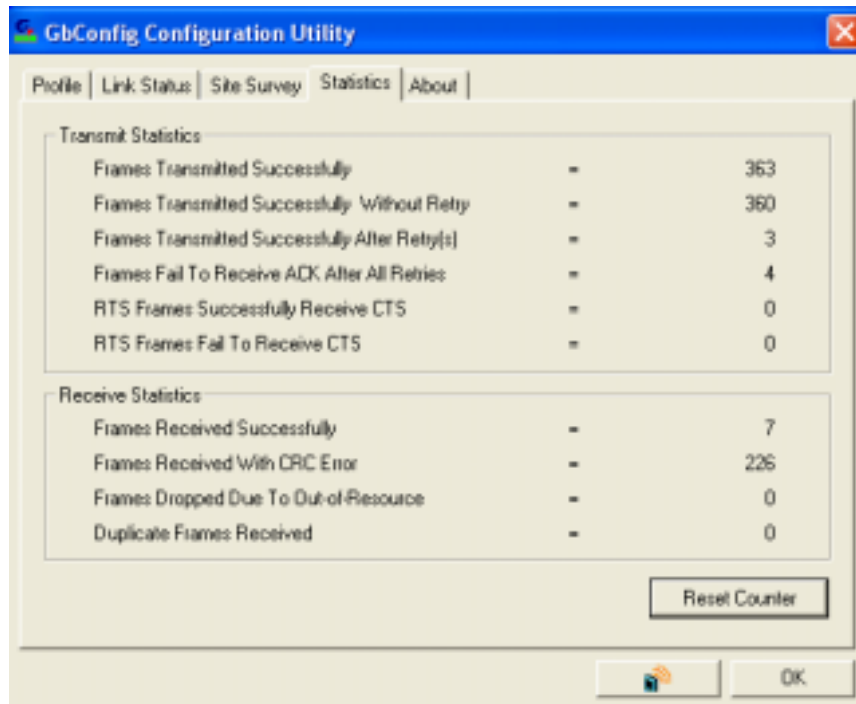 GbConfig Configuration Utility
Profile Link Status Site Survey Statistics About
Transmit Statistics
Frames Transmitted Successfully = 363
Frames Transmitted Successfully Without Retry = 360
Frames Transmitted Successfully After Retry(s) = 3
Frames Fail To Receive ACK After All Retries = 4
RTS Frames Successfully Receive CTS = 0
RTS Frames Fail To Receive CTS = 0
Receive Statistics
Frames Received Successfully = 7
Frames Received With CRC Error = 226
Frames Dropped Due To Out-of-Resource = 0
Duplicate Frames Received = 0
Reset Counter
OK